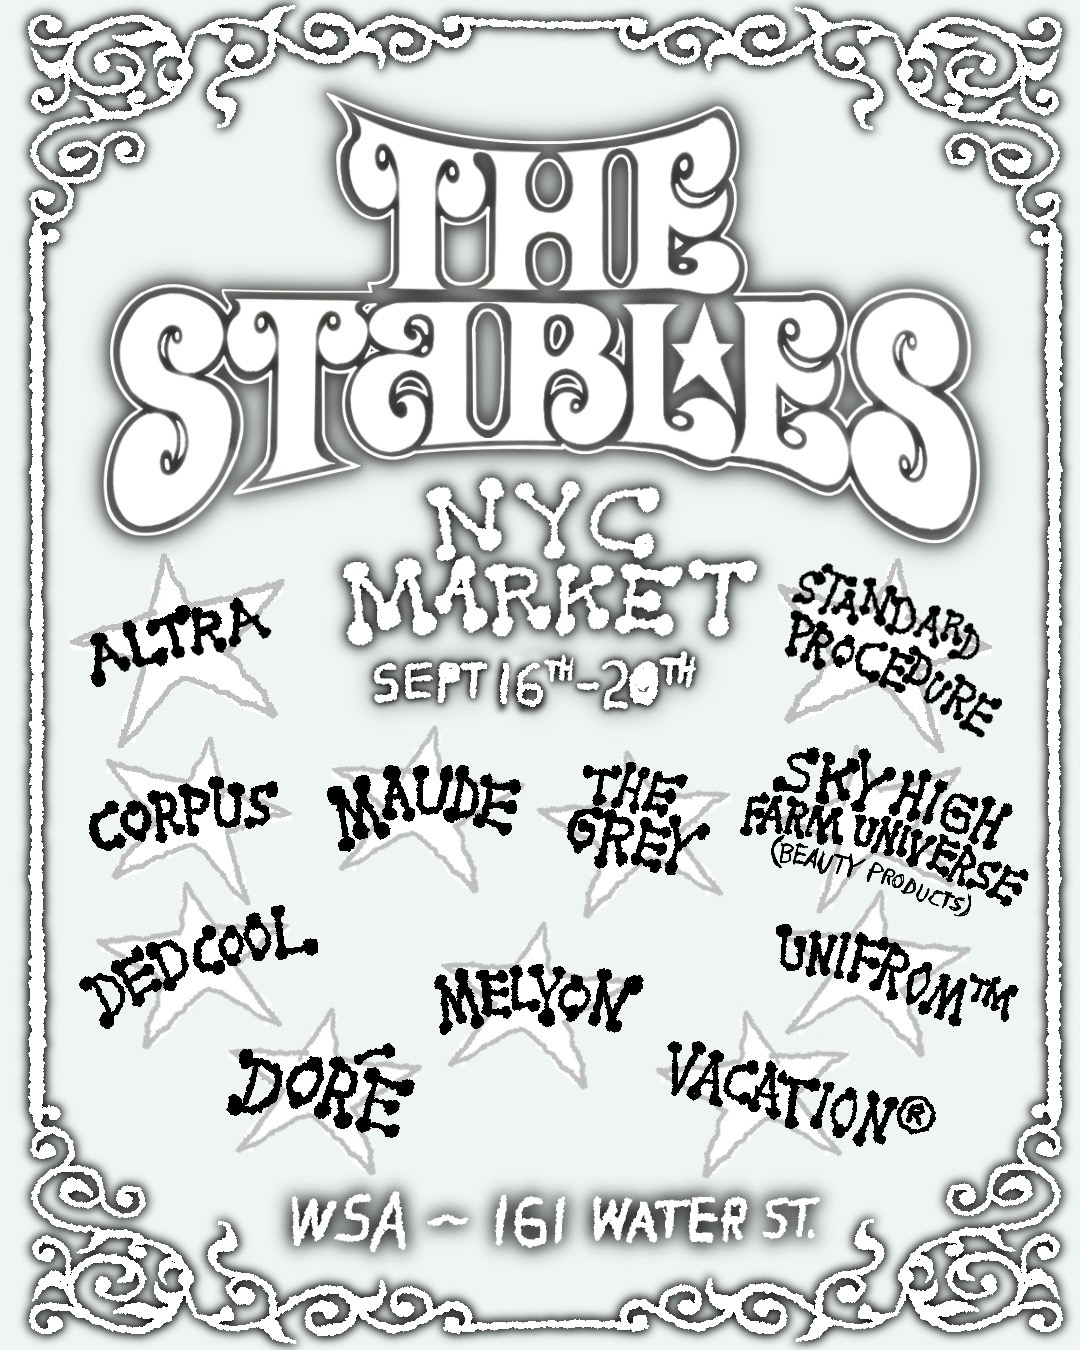 THE
STABLES
NYC
MARKET
SEPT 16TH-20TH
ALTRA
STANDARD
PROCEDURE
CORPUS
MAUDE
THE
GREY
SKY HIGH
FARM UNIVERSE
(BEAUTY PRODUCTS)
DEDCOOL
MELYON
UNIFROM™
DORÉ
VACATION®
WSA ~ 161 WATER ST.